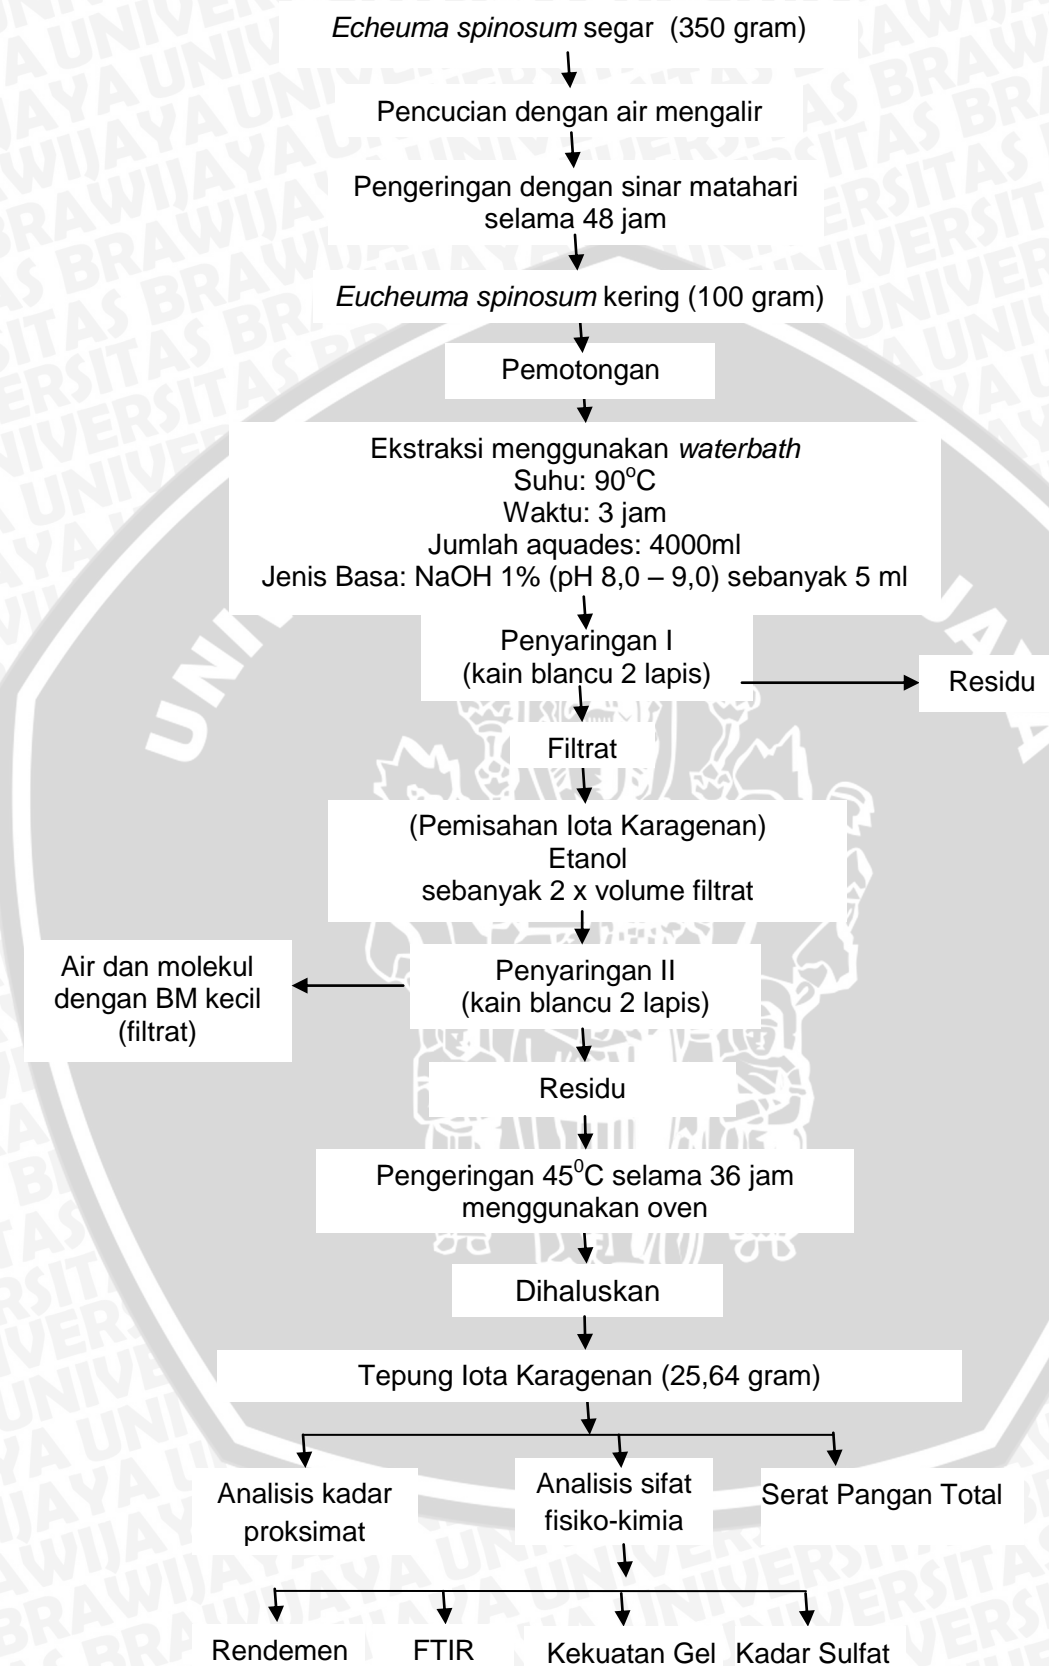 Echeuma spinosum segar (350 gram)
Pencucian dengan air mengalir
Pengeringan dengan sinar matahari
selama 48 jam
Eucheuma spinosum kering (100 gram)
Pemotongan
Ekstraksi menggunakan waterbath
Suhu: 90°C
Waktu: 3 jam
Jumlah aquades: 4000ml
Jenis Basa: NaOH 1% (pH 8,0 – 9,0) sebanyak 5 ml
Penyaringan I
(kain blancu 2 lapis)
Residu
Filtrat
(Pemisahan Iota Karagenan)
Etanol
sebanyak 2 x volume filtrat
Air dan molekul
dengan BM kecil
(filtrat)
Penyaringan II
(kain blancu 2 lapis)
Residu
Pengeringan 45⁰C selama 36 jam
menggunakan oven
Dihaluskan
Tepung Iota Karagenan (25,64 gram)
Analisis kadar
proksimat
Analisis sifat
fisiko-kimia
Serat Pangan Total
Rendemen FTIR Kekuatan Gel Kadar Sulfat